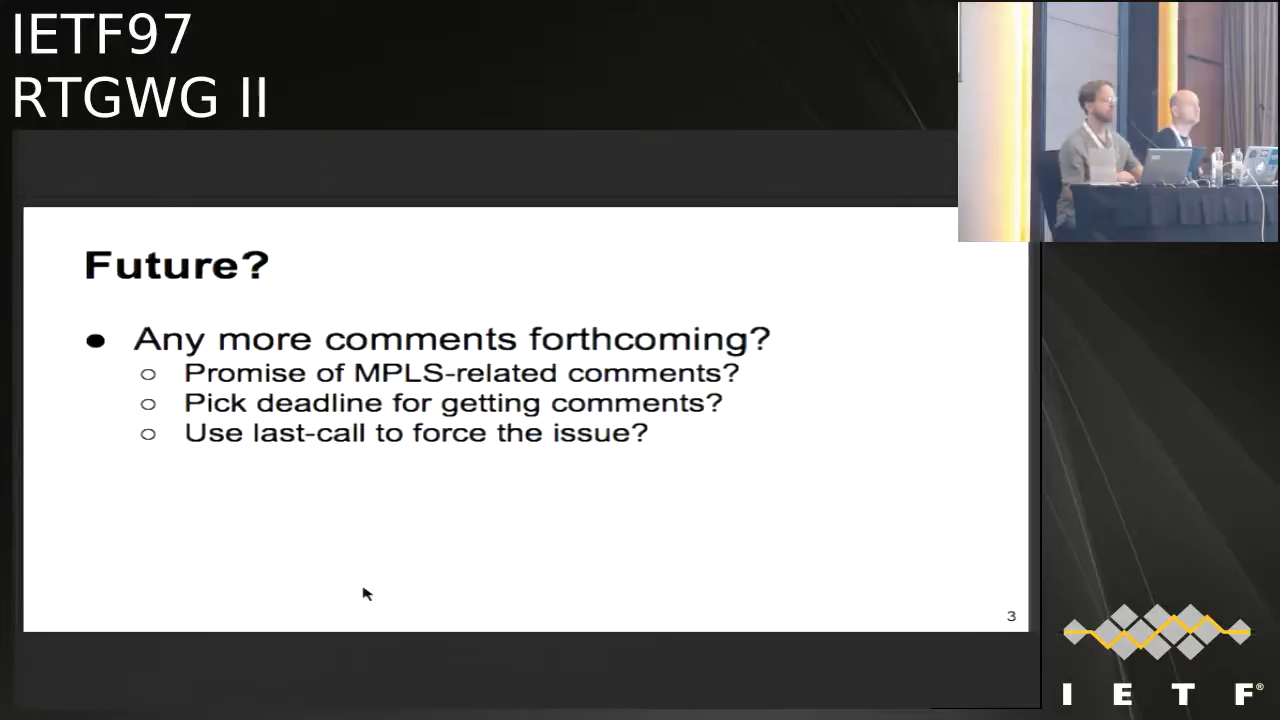 IETF97
RTGWG II
Future?
● Any more comments forthcoming?
○ Promise of MPLS-related comments?
○ Pick deadline for getting comments?
○ Use last-call to force the issue?
3
I E T F®